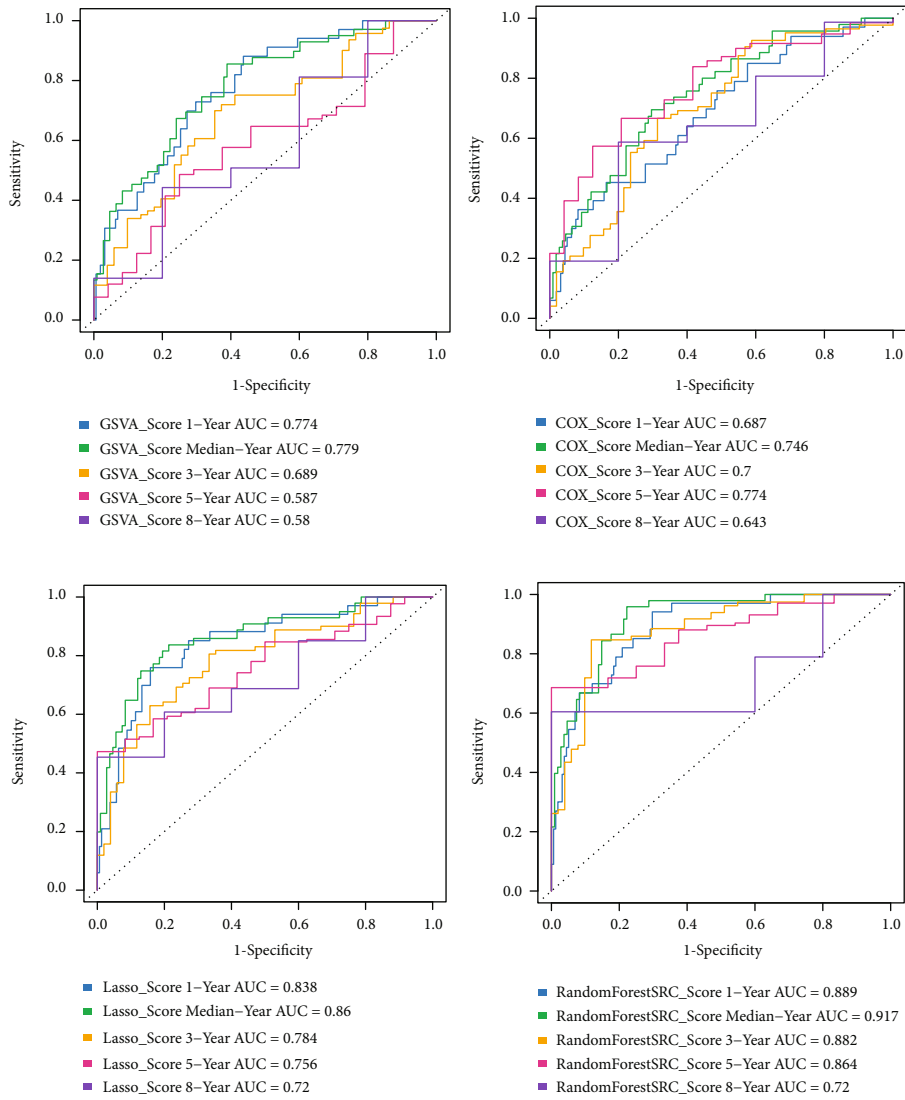 1.0
0.8
0.6
0.4
0.2
0.0
Sensitivity
0.0 0.2 0.4 0.6 0.8 1.0
1-Specificity
GSVA_Score 1−Year AUC = 0.774
GSVA_Score Median−Year AUC = 0.779
GSVA_Score 3−Year AUC = 0.689
GSVA_Score 5−Year AUC = 0.587
GSVA_Score 8−Year AUC = 0.58
1.0
0.8
0.6
0.4
0.2
0.0
Sensitivity
0.0 0.2 0.4 0.6 0.8 1.0
1-Specificity
COX_Score 1−Year AUC = 0.687
COX_Score Median−Year AUC = 0.746
COX_Score 3−Year AUC = 0.7
COX_Score 5−Year AUC = 0.774
COX_Score 8−Year AUC = 0.643
1.0
0.8
0.6
0.4
0.2
0.0
Sensitivity
0.0 0.2 0.4 0.6 0.8 1.0
1-Specificity
Lasso_Score 1−Year AUC = 0.838
Lasso_Score Median−Year AUC = 0.86
Lasso_Score 3−Year AUC = 0.784
Lasso_Score 5−Year AUC = 0.756
Lasso_Score 8−Year AUC = 0.72
1.0
0.8
0.6
0.4
0.2
0.0
Sensitivity
0.0 0.2 0.4 0.6 0.8 1.0
1-Specificity
RandomForestSRC_Score 1−Year AUC = 0.889
RandomForestSRC_Score Median−Year AUC = 0.917
RandomForestSRC_Score 3−Year AUC = 0.882
RandomForestSRC_Score 5−Year AUC = 0.864
RandomForestSRC_Score 8−Year AUC = 0.72